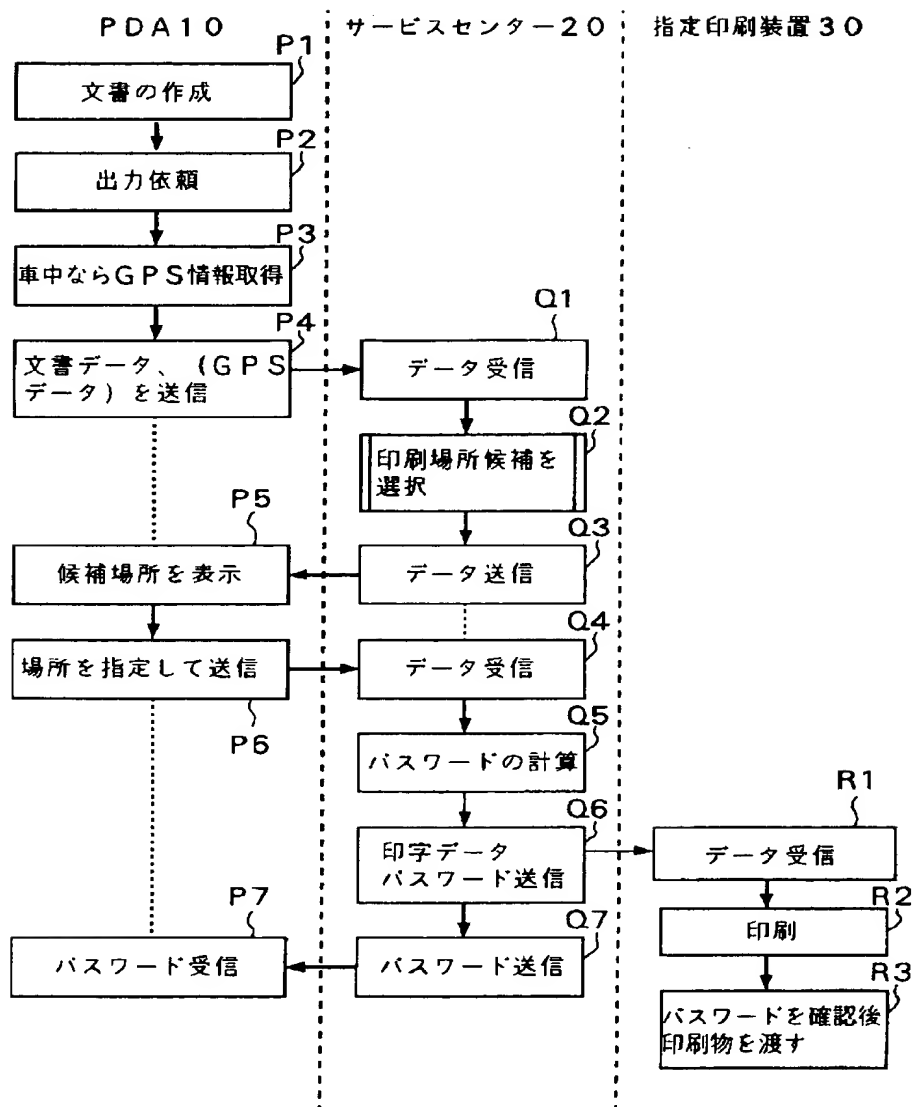 PDA10
サービスセンター20
指定印刷装置30
P1
文書の作成
P2
出力依頼
P3
車中ならGPS情報取得
P4
文書データ、(GPS
データ)を送信
Q1
データ受信
Q2
印刷場所候補を
選択
P5
候補場所を表示
Q3
データ送信
場所を指定して送信
P6
Q4
データ受信
Q5
パスワードの計算
Q6
印字データ
パスワード送信
R1
データ受信
R2
印刷
P7
パスワード受信
Q7
パスワード送信
R3
パスワードを確認後
印刷物を渡す